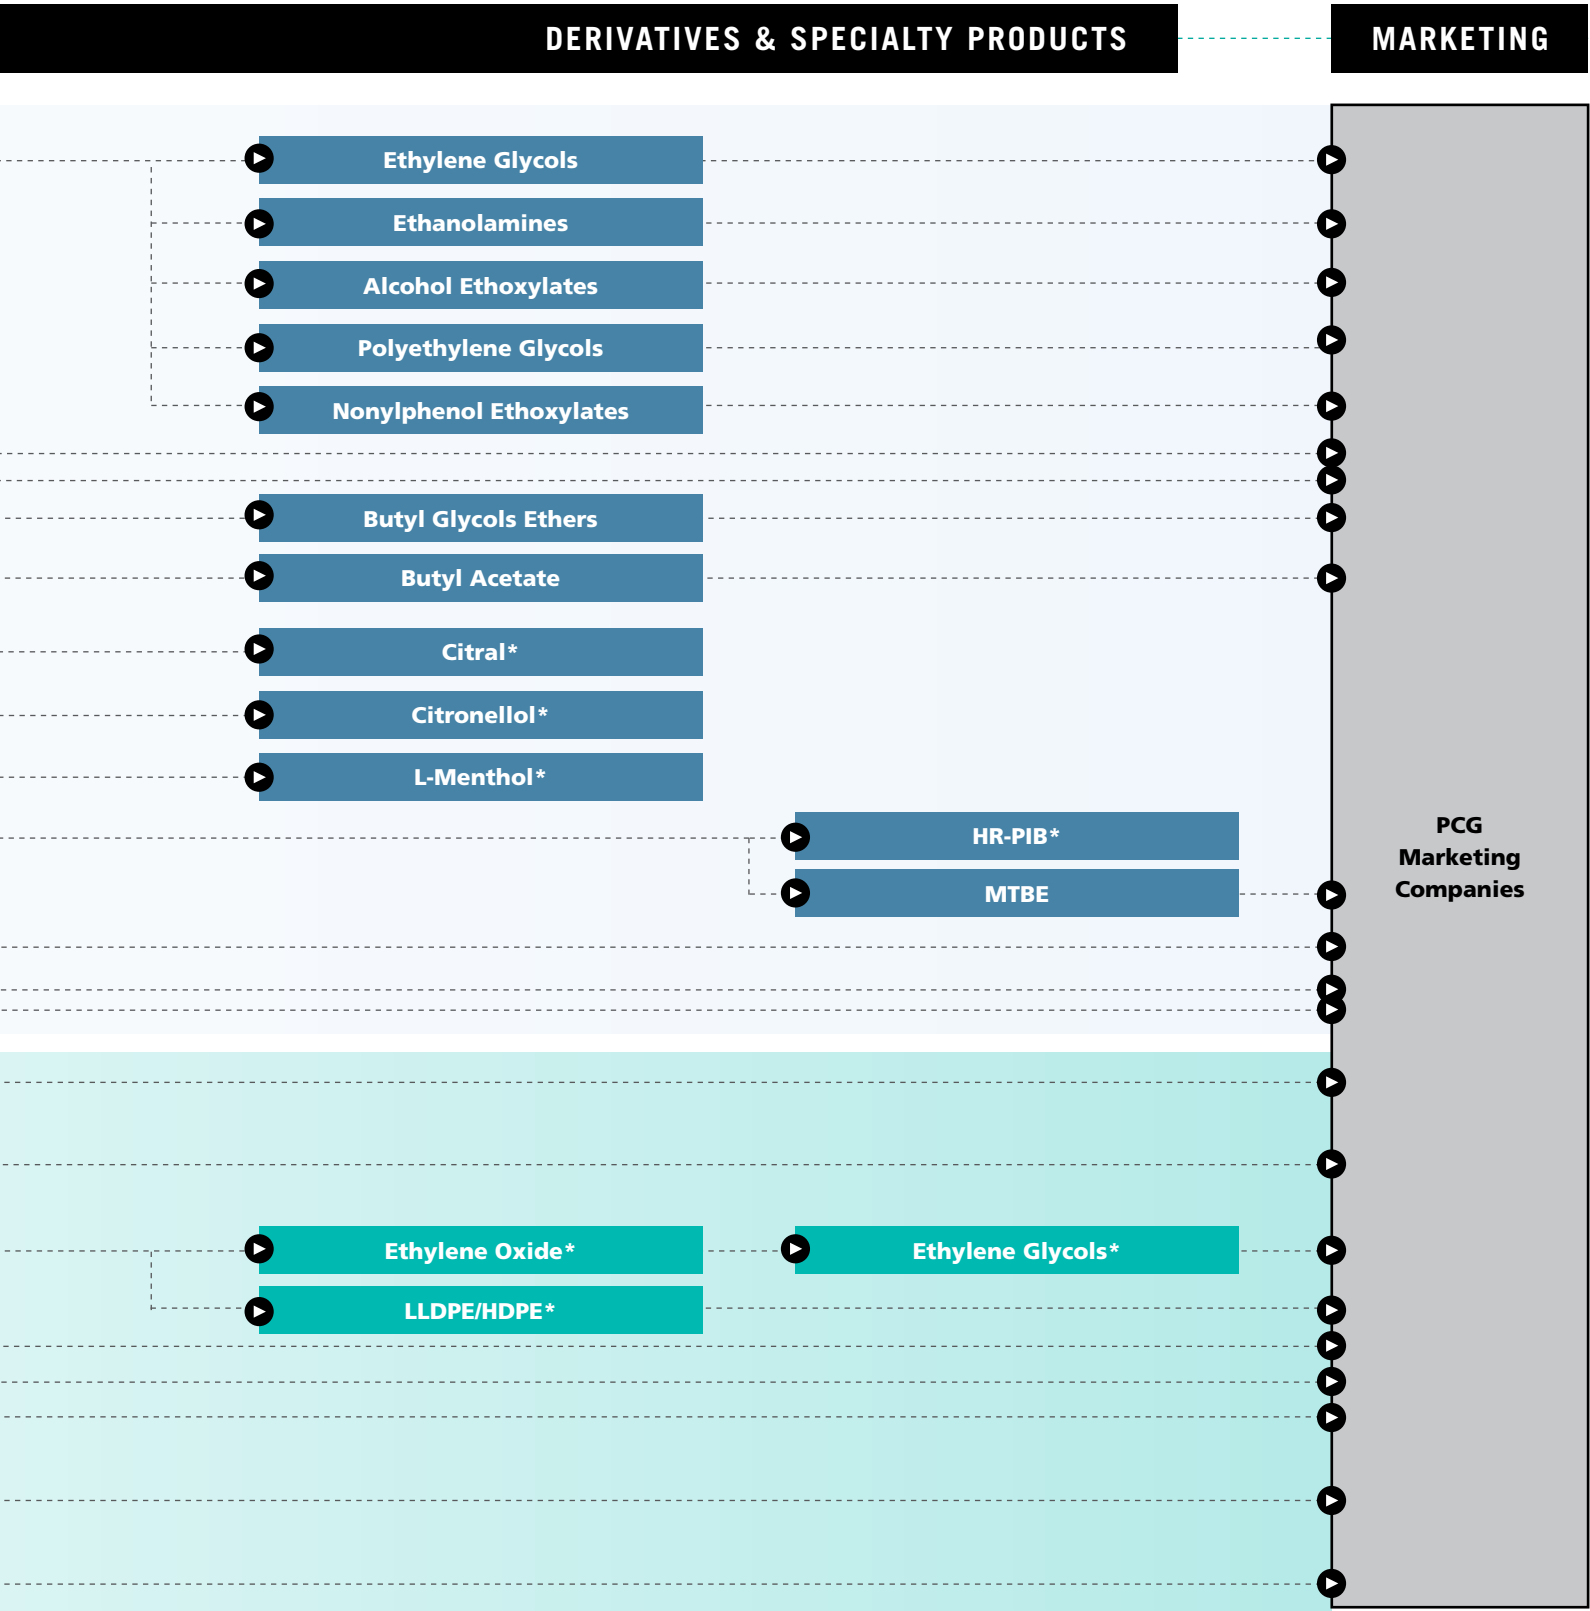 DERIVATIVES & SPECIALTY PRODUCTS
MARKETING
Ethylene Glycols
Ethanolamines
Alcohol Ethoxylates
Polyethylene Glycols
Nonylphenol Ethoxylates
Butyl Glycols Ethers
Butyl Acetate
Citral*
Citronellol*
L-Menthol*
HR-PIB*
MTBE
PCG
Marketing
Companies
Ethylene Oxide*
Ethylene Glycols*
LLDPE/HDPE*